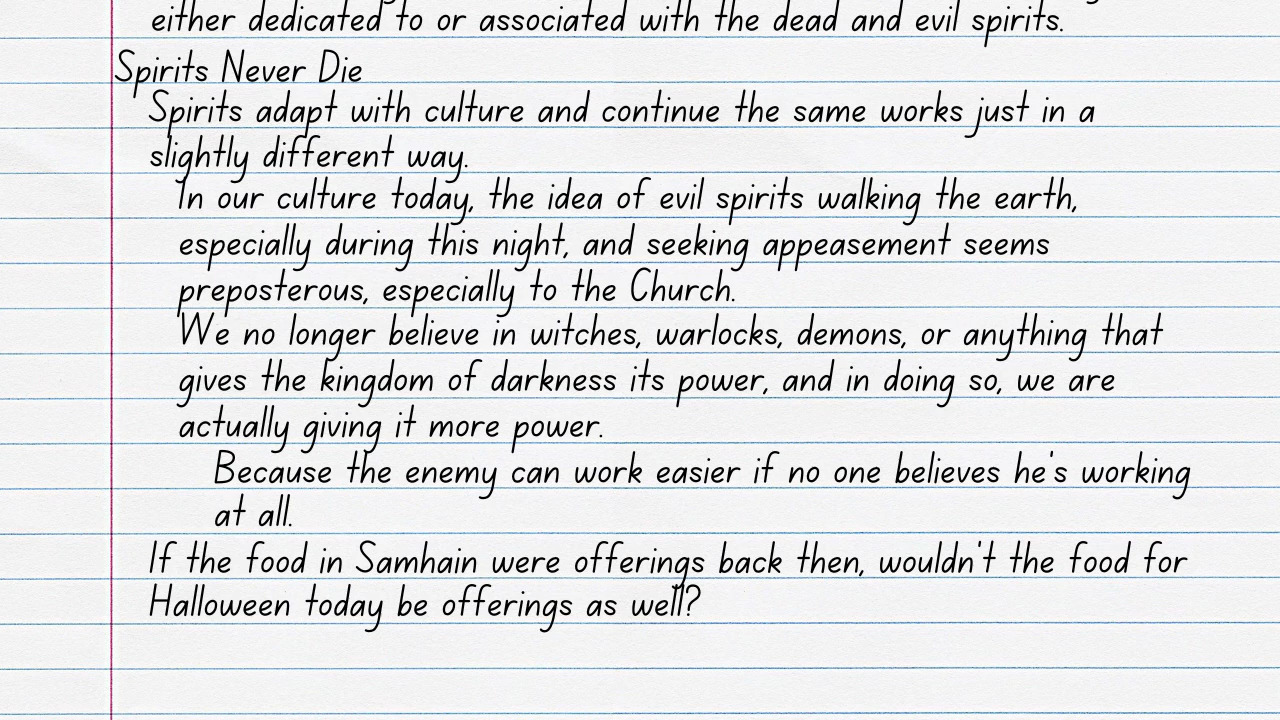 either dedicated to or associated with the dead and evil spirits.
Spirits Never Die
Spirits adapt with culture and continue the same works just in a
slightly different way.
In our culture today, the idea of evil spirits walking the earth,
especially during this night, and seeking appeasement seems
preposterous, especially to the Church.
We no longer believe in witches, warlocks, demons, or anything that
gives the kingdom of darkness its power, and in doing so, we are
actually giving it more power.
Because the enemy can work easier if no one believes he's working
at all.
If the food in Samhain were offerings back then, wouldn't the food for
Halloween today be offerings as well?